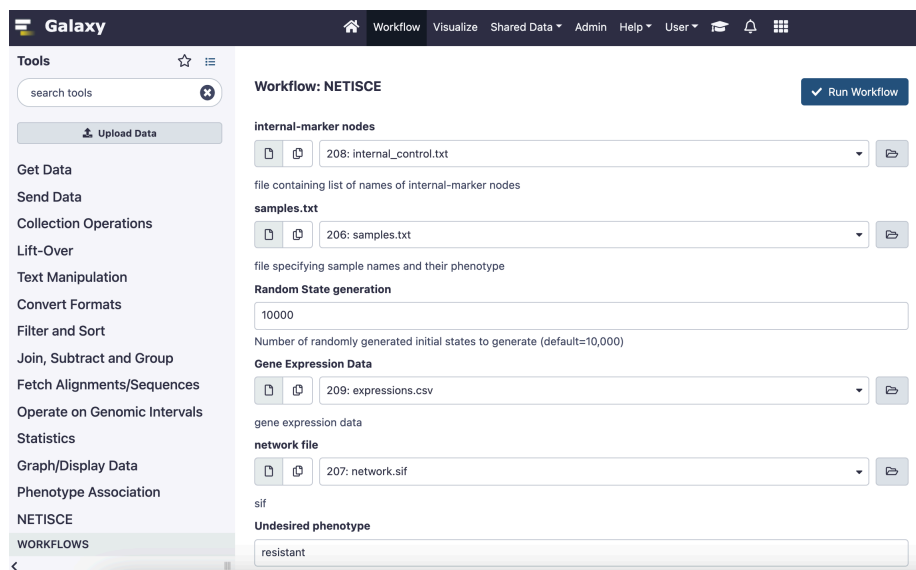 Galaxy
Workflow Visualize Shared Data Admin Help User
Tools
search tools
Upload Data
Get Data
Send Data
Collection Operations
Lift-Over
Text Manipulation
Convert Formats
Filter and Sort
Join, Subtract and Group
Fetch Alignments/Sequences
Operate on Genomic Intervals
Statistics
Graph/Display Data
Phenotype Association
NETISCE
WORKFLOWS
Workflow: NETISCE
Run Workflow
internal-marker nodes
208: internal_control.txt
file containing list of names of internal-marker nodes
samples.txt
206: samples.txt
file specifying sample names and their phenotype
Random State generation
10000
Number of randomly generated initial states to generate (default=10,000)
Gene Expression Data
209: expressions.csv
gene expression data
network file
207: network.sif
sif
Undesired phenotype
resistant